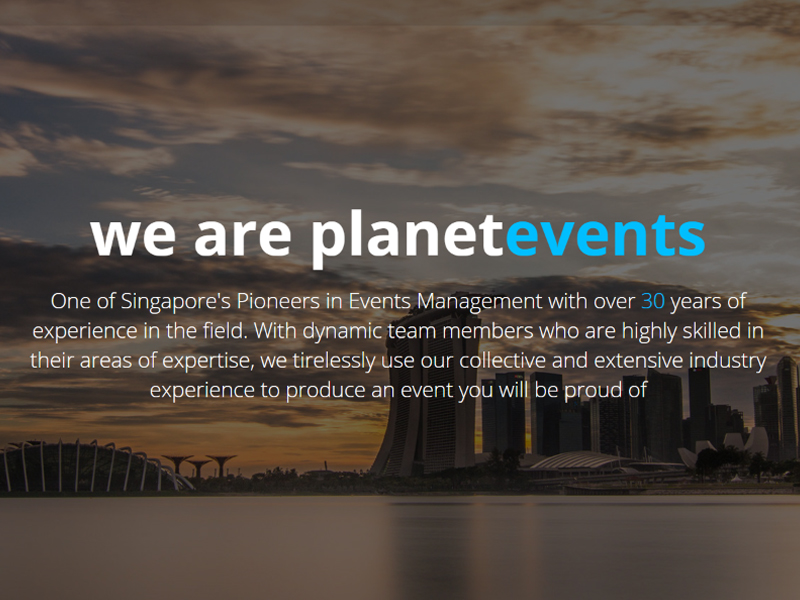 we are planetevents
One of Singapore's Pioneers in Events Management with over 30 years of
experience in the field. With dynamic team members who are highly skilled in
their areas of expertise, we tirelessly use our collective and extensive industry
experience to produce an event you will be proud of